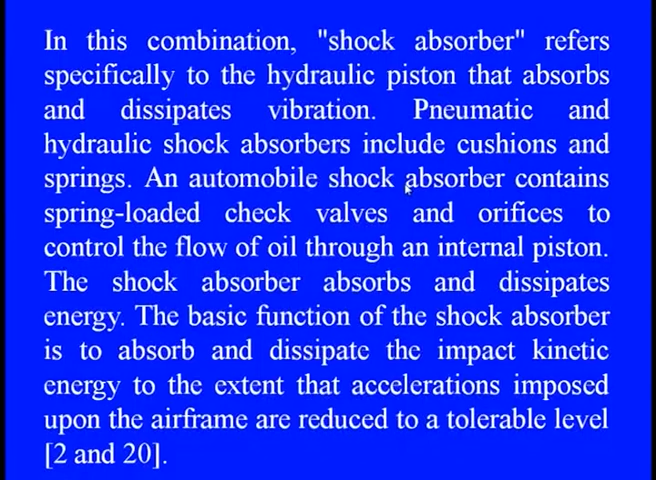 In this combination, "shock absorber" refers
specifically to the hydraulic piston that absorbs
and dissipates vibration. Pneumatic and
hydraulic shock absorbers include cushions and
springs. An automobile shock absorber contains
spring-loaded check valves and orifices to
control the flow of oil through an internal piston.
The shock absorber absorbs and dissipates
energy. The basic function of the shock absorber
is to absorb and dissipate the impact kinetic
energy to the extent that accelerations imposed
upon the airframe are reduced to a tolerable level
[2 and 20].